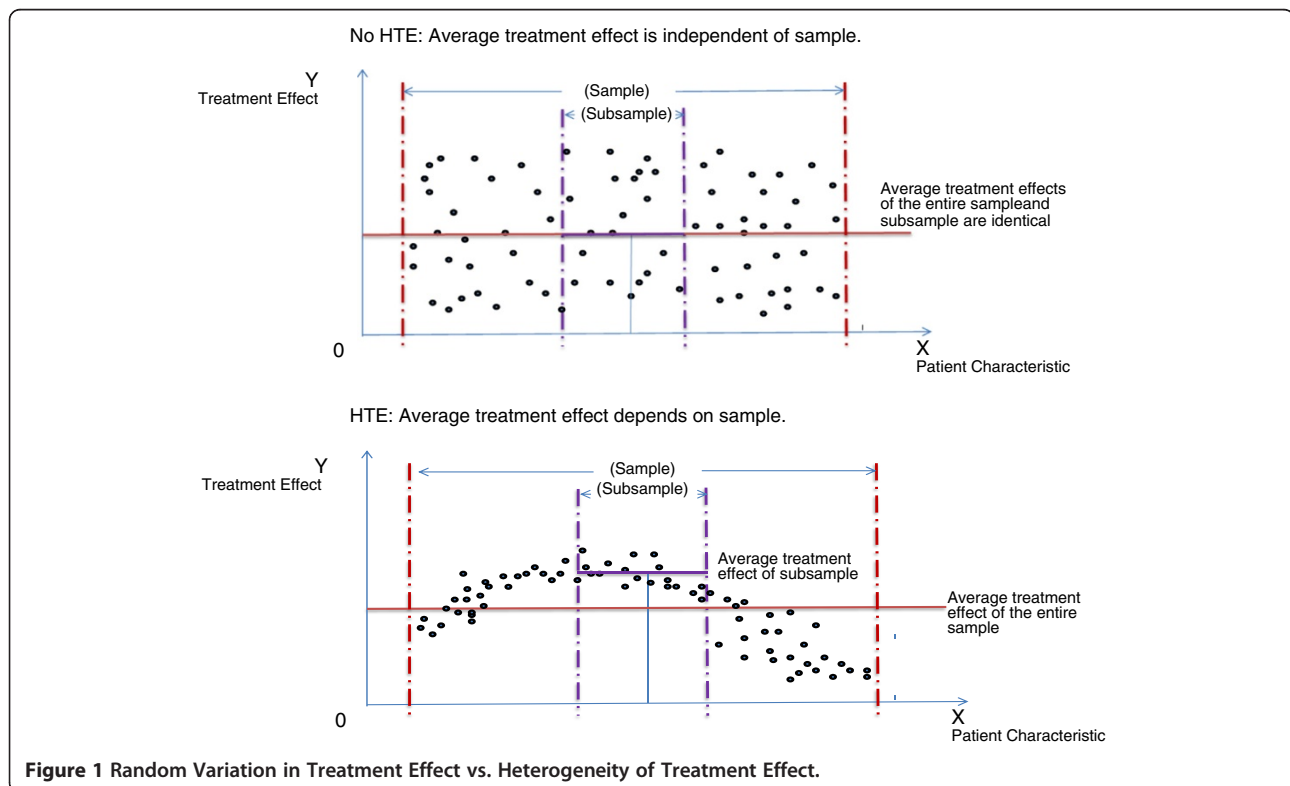 No HTE: Average treatment effect is independent of sample.
Y
Treatment Effect
(Sample)
(Subsample)
Average treatment effects
of the entire sampleand
subsample are identical
0
X
Patient Characteristic
HTE: Average treatment effect depends on sample.
Y
Treatment Effect
(Sample)
(Subsample)
Average treatment
effect of subsample
Average treatment
effect of the entire
sample
0
X
Patient Characteristic
Figure 1 Random Variation in Treatment Effect vs. Heterogeneity of Treatment Effect.